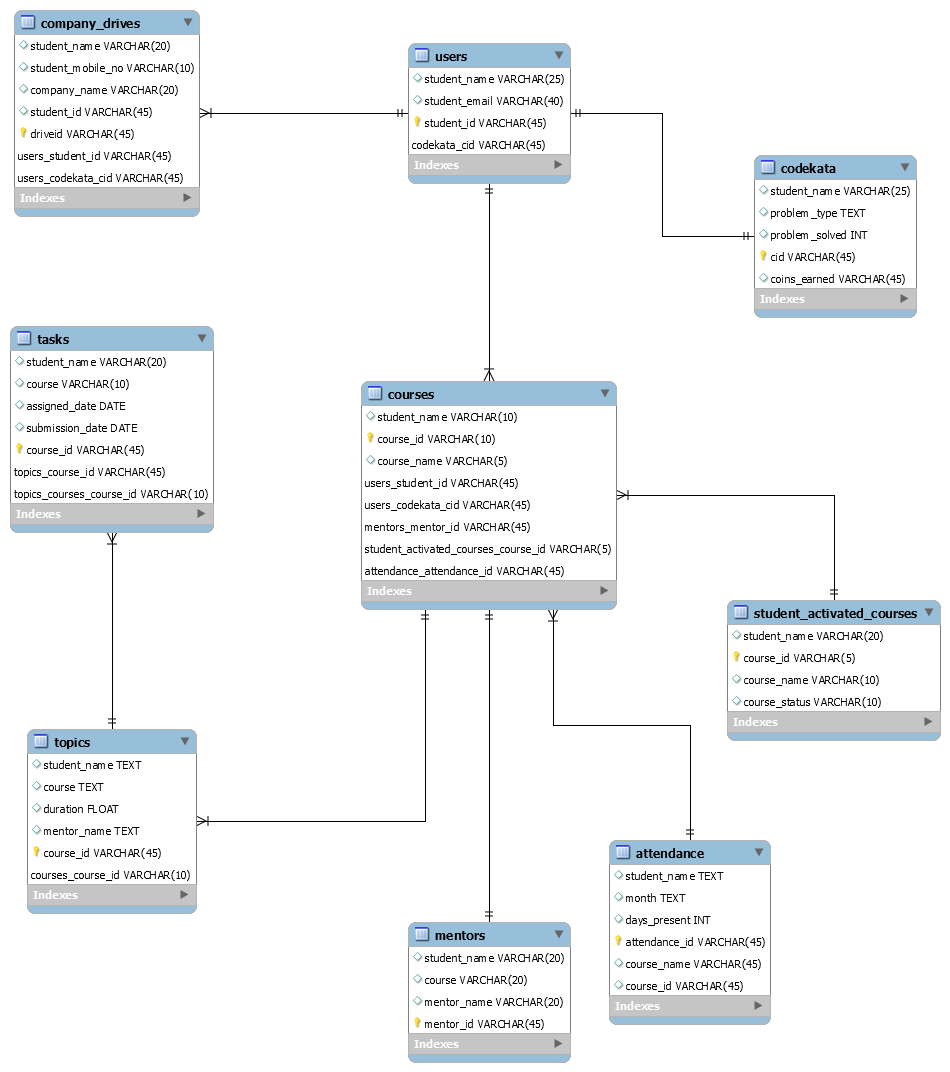 company_drives
student_name VARCHAR(20)
student_mobile_no VARCHAR(10)
company_name VARCHAR(20)
student_id VARCHAR(45)
driveid VARCHAR(45)
users_student_id VARCHAR(45)
users_codekata_cid VARCHAR(45)
Indexes
users
student_name VARCHAR(25)
student_email VARCHAR(40)
student_id VARCHAR(45)
codekata_cid VARCHAR(45)
Indexes
codekata
student_name VARCHAR(25)
problem_type TEXT
problem_solved INT
cid VARCHAR(45)
coins_earned VARCHAR(45)
Indexes
tasks
student_name VARCHAR(20)
course VARCHAR(10)
assigned_date DATE
submission_date DATE
course_id VARCHAR(45)
topics_course_id VARCHAR(45)
topics_courses_course_id VARCHAR(10)
Indexes
courses
student_name VARCHAR(10)
course_id VARCHAR(10)
course_name VARCHAR(5)
users_student_id VARCHAR(45)
users_codekata_cid VARCHAR(45)
mentors_mentor_id VARCHAR(45)
student_activated_courses_course_id VARCHAR(5)
attendance_attendance_id VARCHAR(45)
Indexes
student_activated_courses
student_name VARCHAR(20)
course_id VARCHAR(5)
course_name VARCHAR(10)
course_status VARCHAR(10)
Indexes
topics
student_name TEXT
course TEXT
duration FLOAT
mentor_name TEXT
course_id VARCHAR(45)
courses_course_id VARCHAR(10)
Indexes
attendance
student_name TEXT
month TEXT
days_present INT
attendance_id VARCHAR(45)
course_name VARCHAR(45)
course_id VARCHAR(45)
Indexes
mentors
student_name VARCHAR(20)
course VARCHAR(20)
mentor_name VARCHAR(20)
mentor_id VARCHAR(45)
Indexes